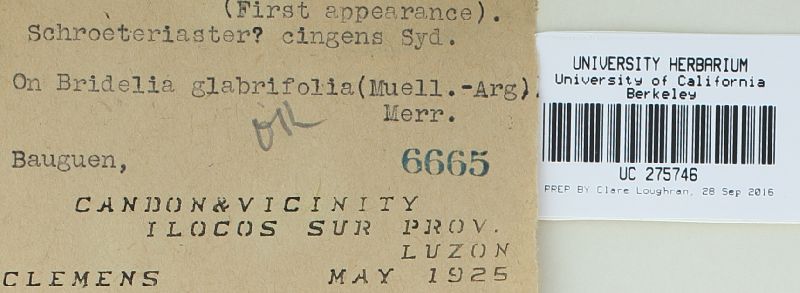 (First appearance).
Schroeteriaster? cingens Syd.
On Bridelia glabrifolia(Muell.-Arg).
Merr.
OK
Bauguen,
6665
CANDON&VICINITY
ILOCOS SUR PROV.
LUZON
CLEMENS MAY 1925
UNIVERSITY HERBARIUM
University of California
Berkeley
UC 275746
PREP BY Clare Loughran, 28 Sep 2016